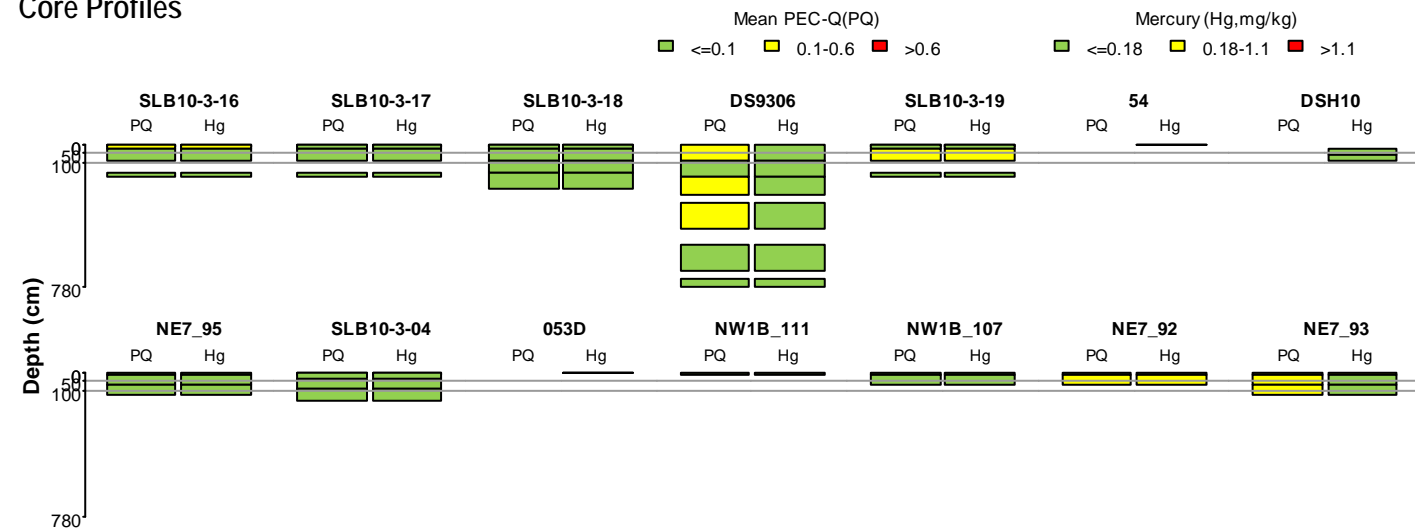 Core Profiles
Mean PEC-Q(PQ) Mercury (Hg,mg/kg)
<=0.1 0.1-0.6 >0.6 <=0.18 0.18-1.1 >1.1
SLB10-3-16 SLB10-3-17 SLB10-3-18 DS9306 SLB10-3-19 54 DSH10
PQ Hg PQ Hg PQ Hg PQ Hg PQ Hg PQ Hg PQ Hg
0
50
100
780
Depth (cm)
NE7_95 SLB10-3-04 053D NW1B_111 NW1B_107 NE7_92 NE7_93
PQ Hg PQ Hg PQ Hg PQ Hg PQ Hg PQ Hg PQ Hg
0
50
100
780